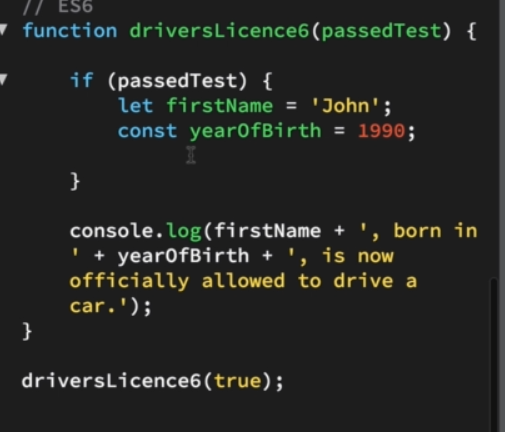 // ES6
function driversLicence6(passedTest) {
if (passedTest) {
let firstName = 'John';
const yearOfBirth = 1990;
}
console.log(firstName + ', born in
' + yearOfBirth + ', is now
officially allowed to drive a
car.');
}
driversLicence6(true);